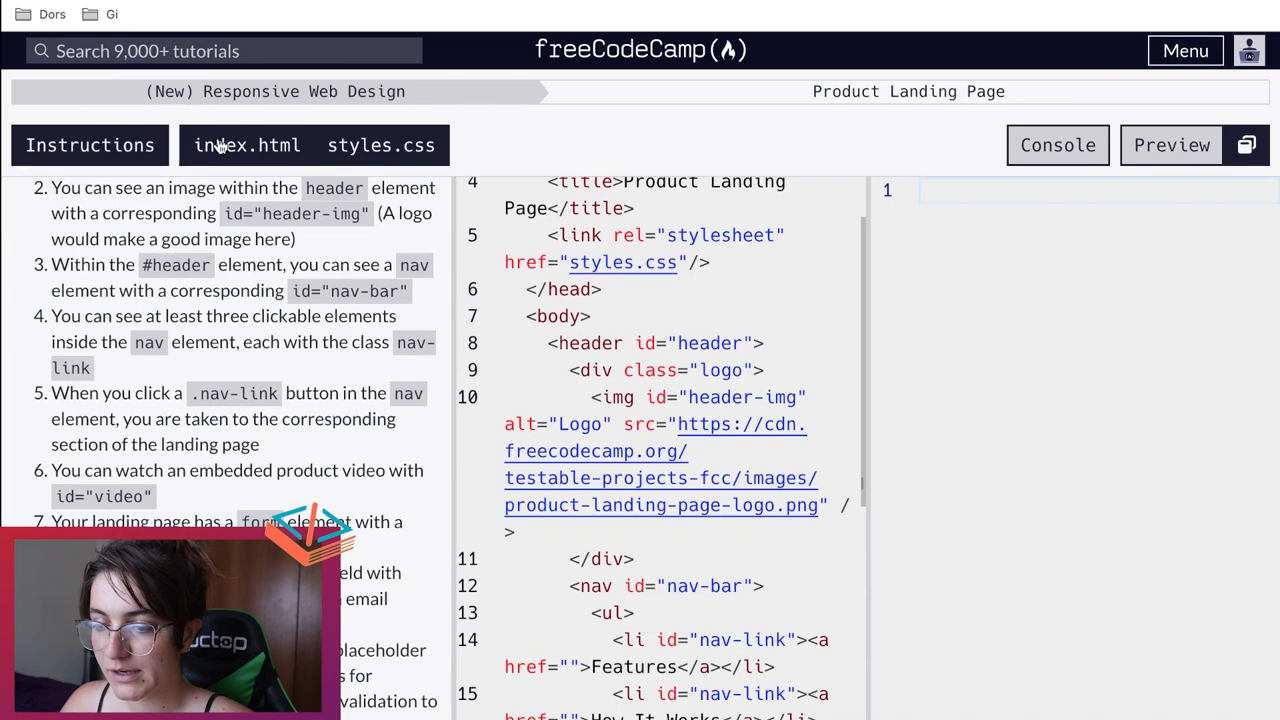 Dors Gi
Search 9,000+ tutorials
freeCodeCamp
Menu
(New) Responsive Web Design
Product Landing Page
Instructions
index.html styles.css
Console
Preview
2. You can see an image within the header element
with a corresponding id="header-img" (A logo
would make a good image here)
3. Within the #header element, you can see a nav
element with a corresponding id="nav-bar"
4. You can see at least three clickable elements
inside the nav element, each with the class nav-
link
5. When you click a .nav-link button in the nav
element, you are taken to the corresponding
section of the landing page
6. You can watch an embedded product video with
id="video"
7. Your landing page has a form element with a
eld with
email
placeholder
s for
validation to
4 <title>Product Landing
Page</title>
5 <link rel="stylesheet"
href="styles.css"/>
6 </head>
7 <body>
8 <header id="header">
9 <div class="logo">
10 <img id="header-img"
alt="Logo" src="https://cdn.
freecodecamp.org/
testable-projects-fcc/images/
product-landing-page-logo.png" /
>
11 </div>
12 <nav id="nav-bar">
13 <ul>
14 <li id="nav-link"><a
href="">Features</a></li>
15 <li id="nav-link"><a
href="">How It Works</a></li>
1